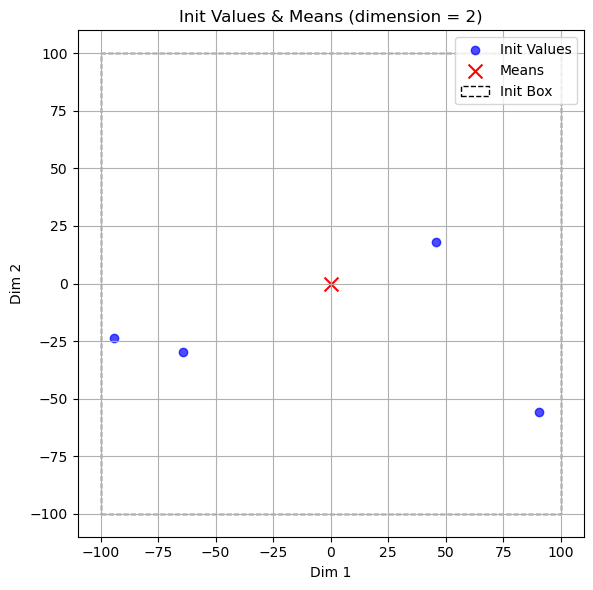 Init Values & Means (dimension = 2)
Init Values
Means
Init Box
Dim 2
100
75
50
25
0
−25
−50
−75
−100
−100 −75 −50 −25 0 25 50 75 100
Dim 1